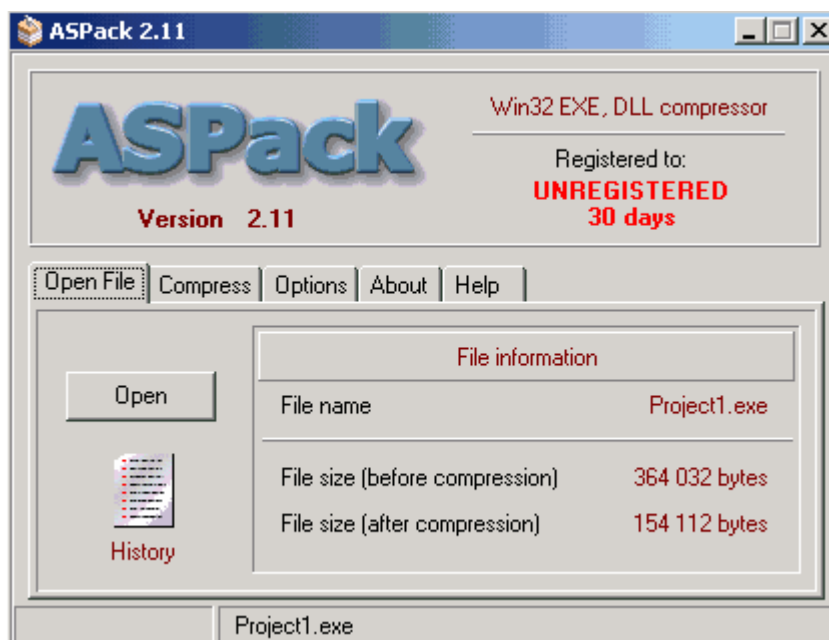 ASPack 2.11
ASPack
Version 2.11
Win32 EXE, DLL compressor
Registered to:
UNREGISTERED
30 days
Open File Compress Options About Help
Open
History
File information
File name Project1.exe
File size (before compression) 364 032 bytes
File size (after compression) 154 112 bytes
Project1.exe